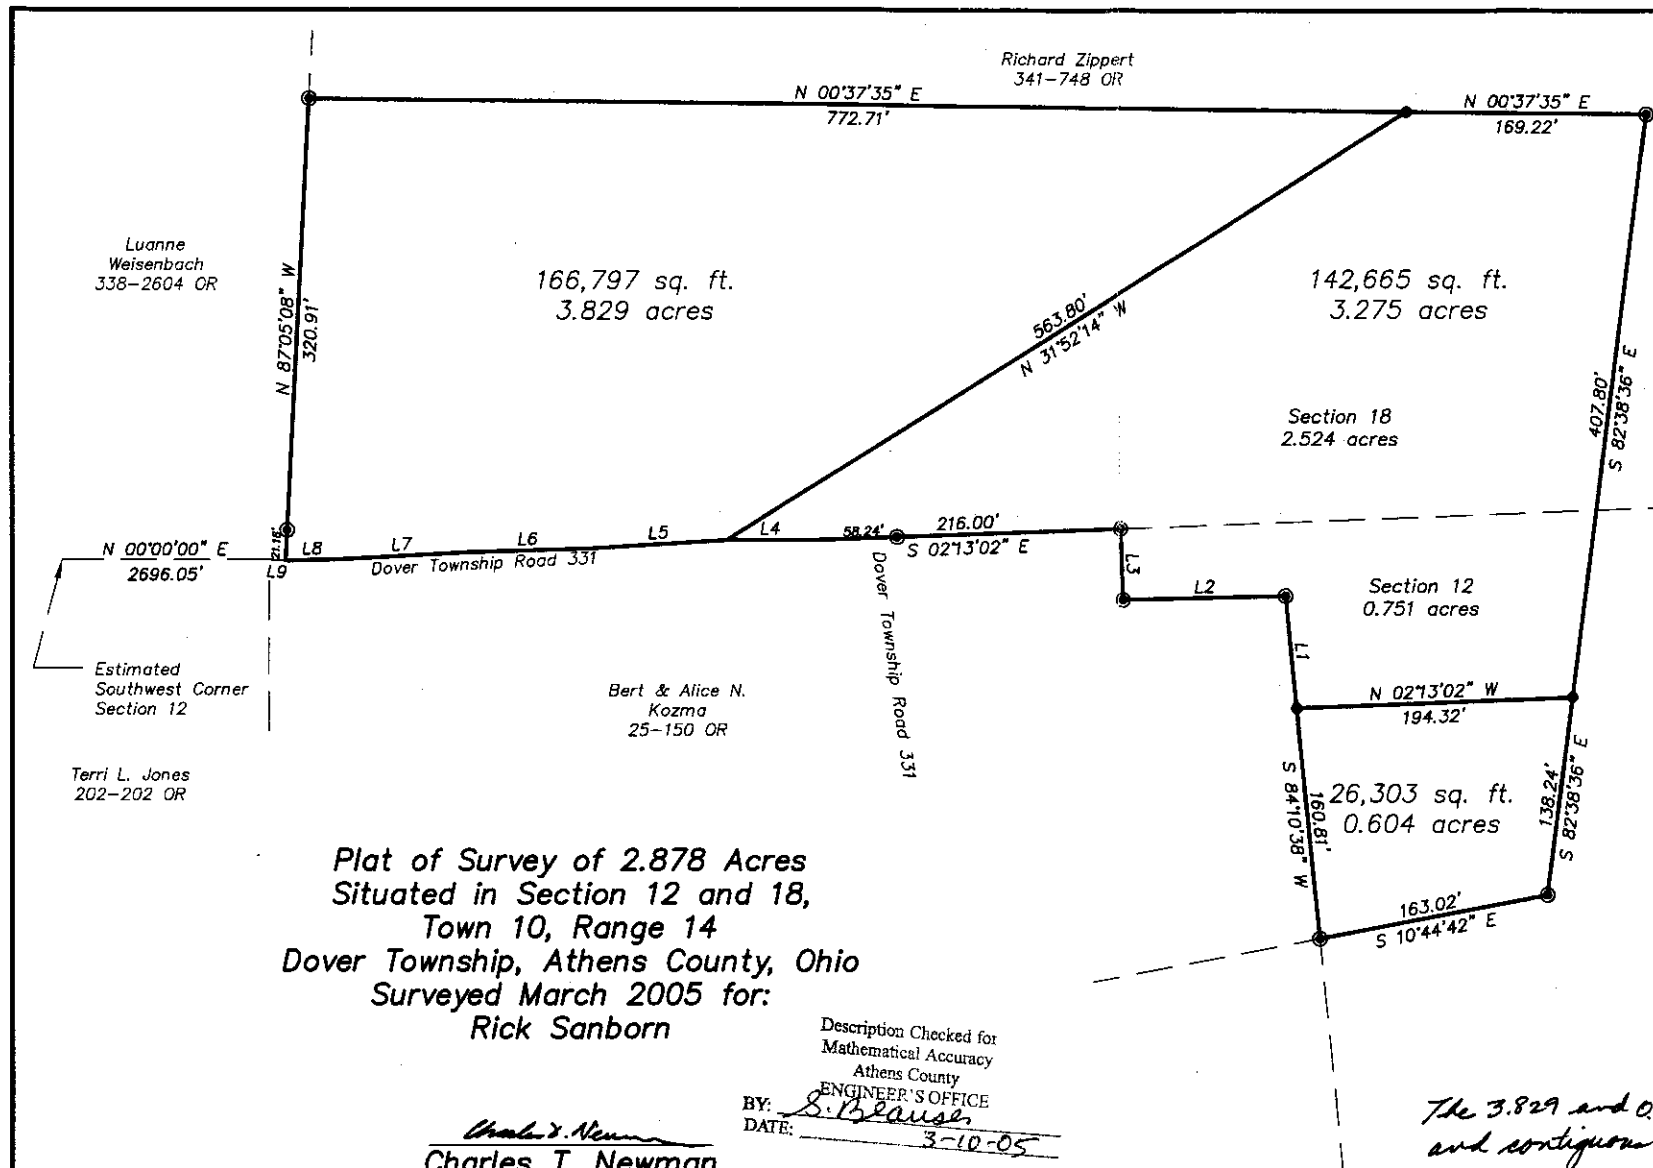 Richard Zippert
341-748 OR
N 00°37'35" E
772.71'
N 00°37'35" E
169.22'
Luanne
Weisenbach
338-2604 OR
N 87°05'08" W
320.91'
166,797 sq. ft.
3.829 acres
563.80'
N 31°52'14" W
142,665 sq. ft.
3.275 acres
407.80'
S 82°38'36" E
Section 18
2.524 acres
N 00°00'00" E
2696.05'
21.18'
L9
L8
L7
L6
L5
L4
58.24'
Dover Township Road 331
216.00'
S 02°13'02" E
L3
L2
L1
Dover Township Road 331
Section 12
0.751 acres
Estimated
Southwest Corner
Section 12
Bert & Alice N.
Kozma
25-150 OR
N 02°13'02" W
194.32'
Terri L. Jones
202-202 OR
S 84°10'38" W
160.81'
26,303 sq. ft.
0.604 acres
138.24'
S 82°38'36" E
163.02'
S 10°44'42" E
Plat of Survey of 2.878 Acres
Situated in Section 12 and 18,
Town 10, Range 14
Dover Township, Athens County, Ohio
Surveyed March 2005 for:
Rick Sanborn
Description Checked for
Mathematical Accuracy
Athens County
ENGINEER'S OFFICE
BY:
DATE: 3-10-05
The 3.829 and 0.
and contiguous
Charles T. Newman